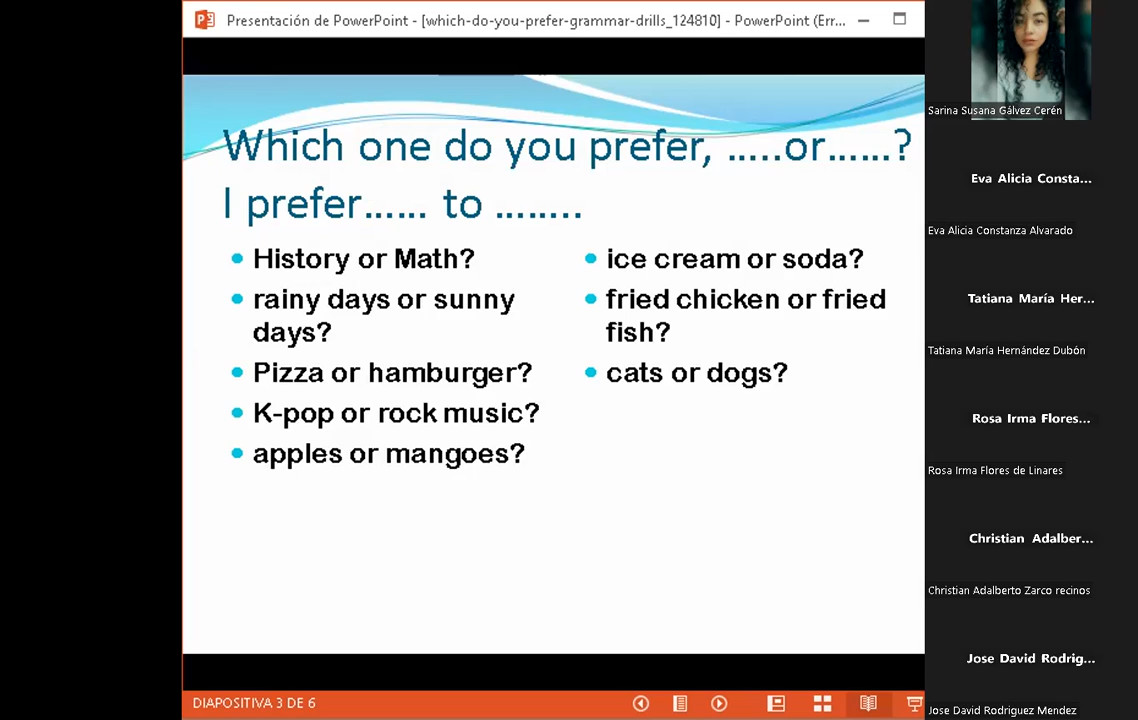 Presentación de PowerPoint - [which-do-you-prefer-grammar-drills_124810] - PowerPoint (Err...
Which one do you prefer, .....or......?
I prefer...... to ........
History or Math?
rainy days or sunny
days?
Pizza or hamburger?
K-pop or rock music?
apples or mangoes?
ice cream or soda?
fried chicken or fried
fish?
cats or dogs?
DIAPOSITIVA 3 DE 6
Sarina Susana Gálvez Cerén
Eva Alicia Consta...
Eva Alicia Constanza Alvarado
Tatiana María Her...
Tatiana María Hernández Dubón
Rosa Irma Flores...
Rosa Irma Flores de Linares
Christian Adalber...
Christian Adalberto Zarco recinos
Jose David Rodrig...
Jose David Rodriguez Mendez